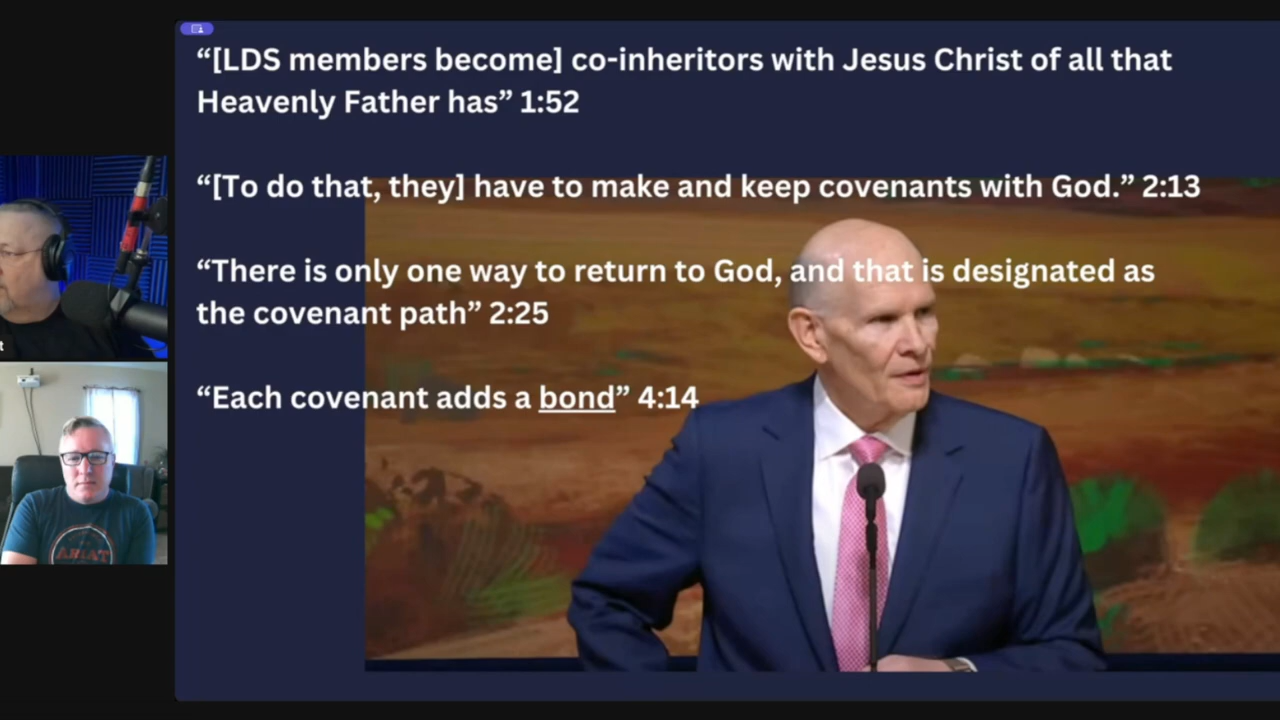 “[LDS members become] co-inheritors with Jesus Christ of all that
Heavenly Father has” 1:52
“[To do that, they] have to make and keep covenants with God.” 2:13
“There is only one way to return to God, and that is designated as
the covenant path” 2:25
“Each covenant adds a bond” 4:14
t
ARIAT